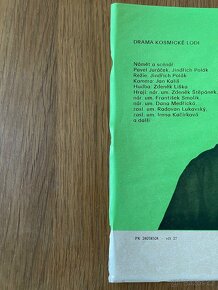 DRAMA KOSMICKÉ LODI
Námět a scénář
Pavel Juráček, Jindřich Polák
Režie: Jindřich Polák
Kamera: Jan Kališ
Hudba: Zdeněk Liška
Hrají: nár. um. Zdeněk Štěpánek
nár. um. František Smolík
nár. um. Dana Medřická
zasl. um. Radovan Lukavský
zasl. um. Irena Kačírková
a další